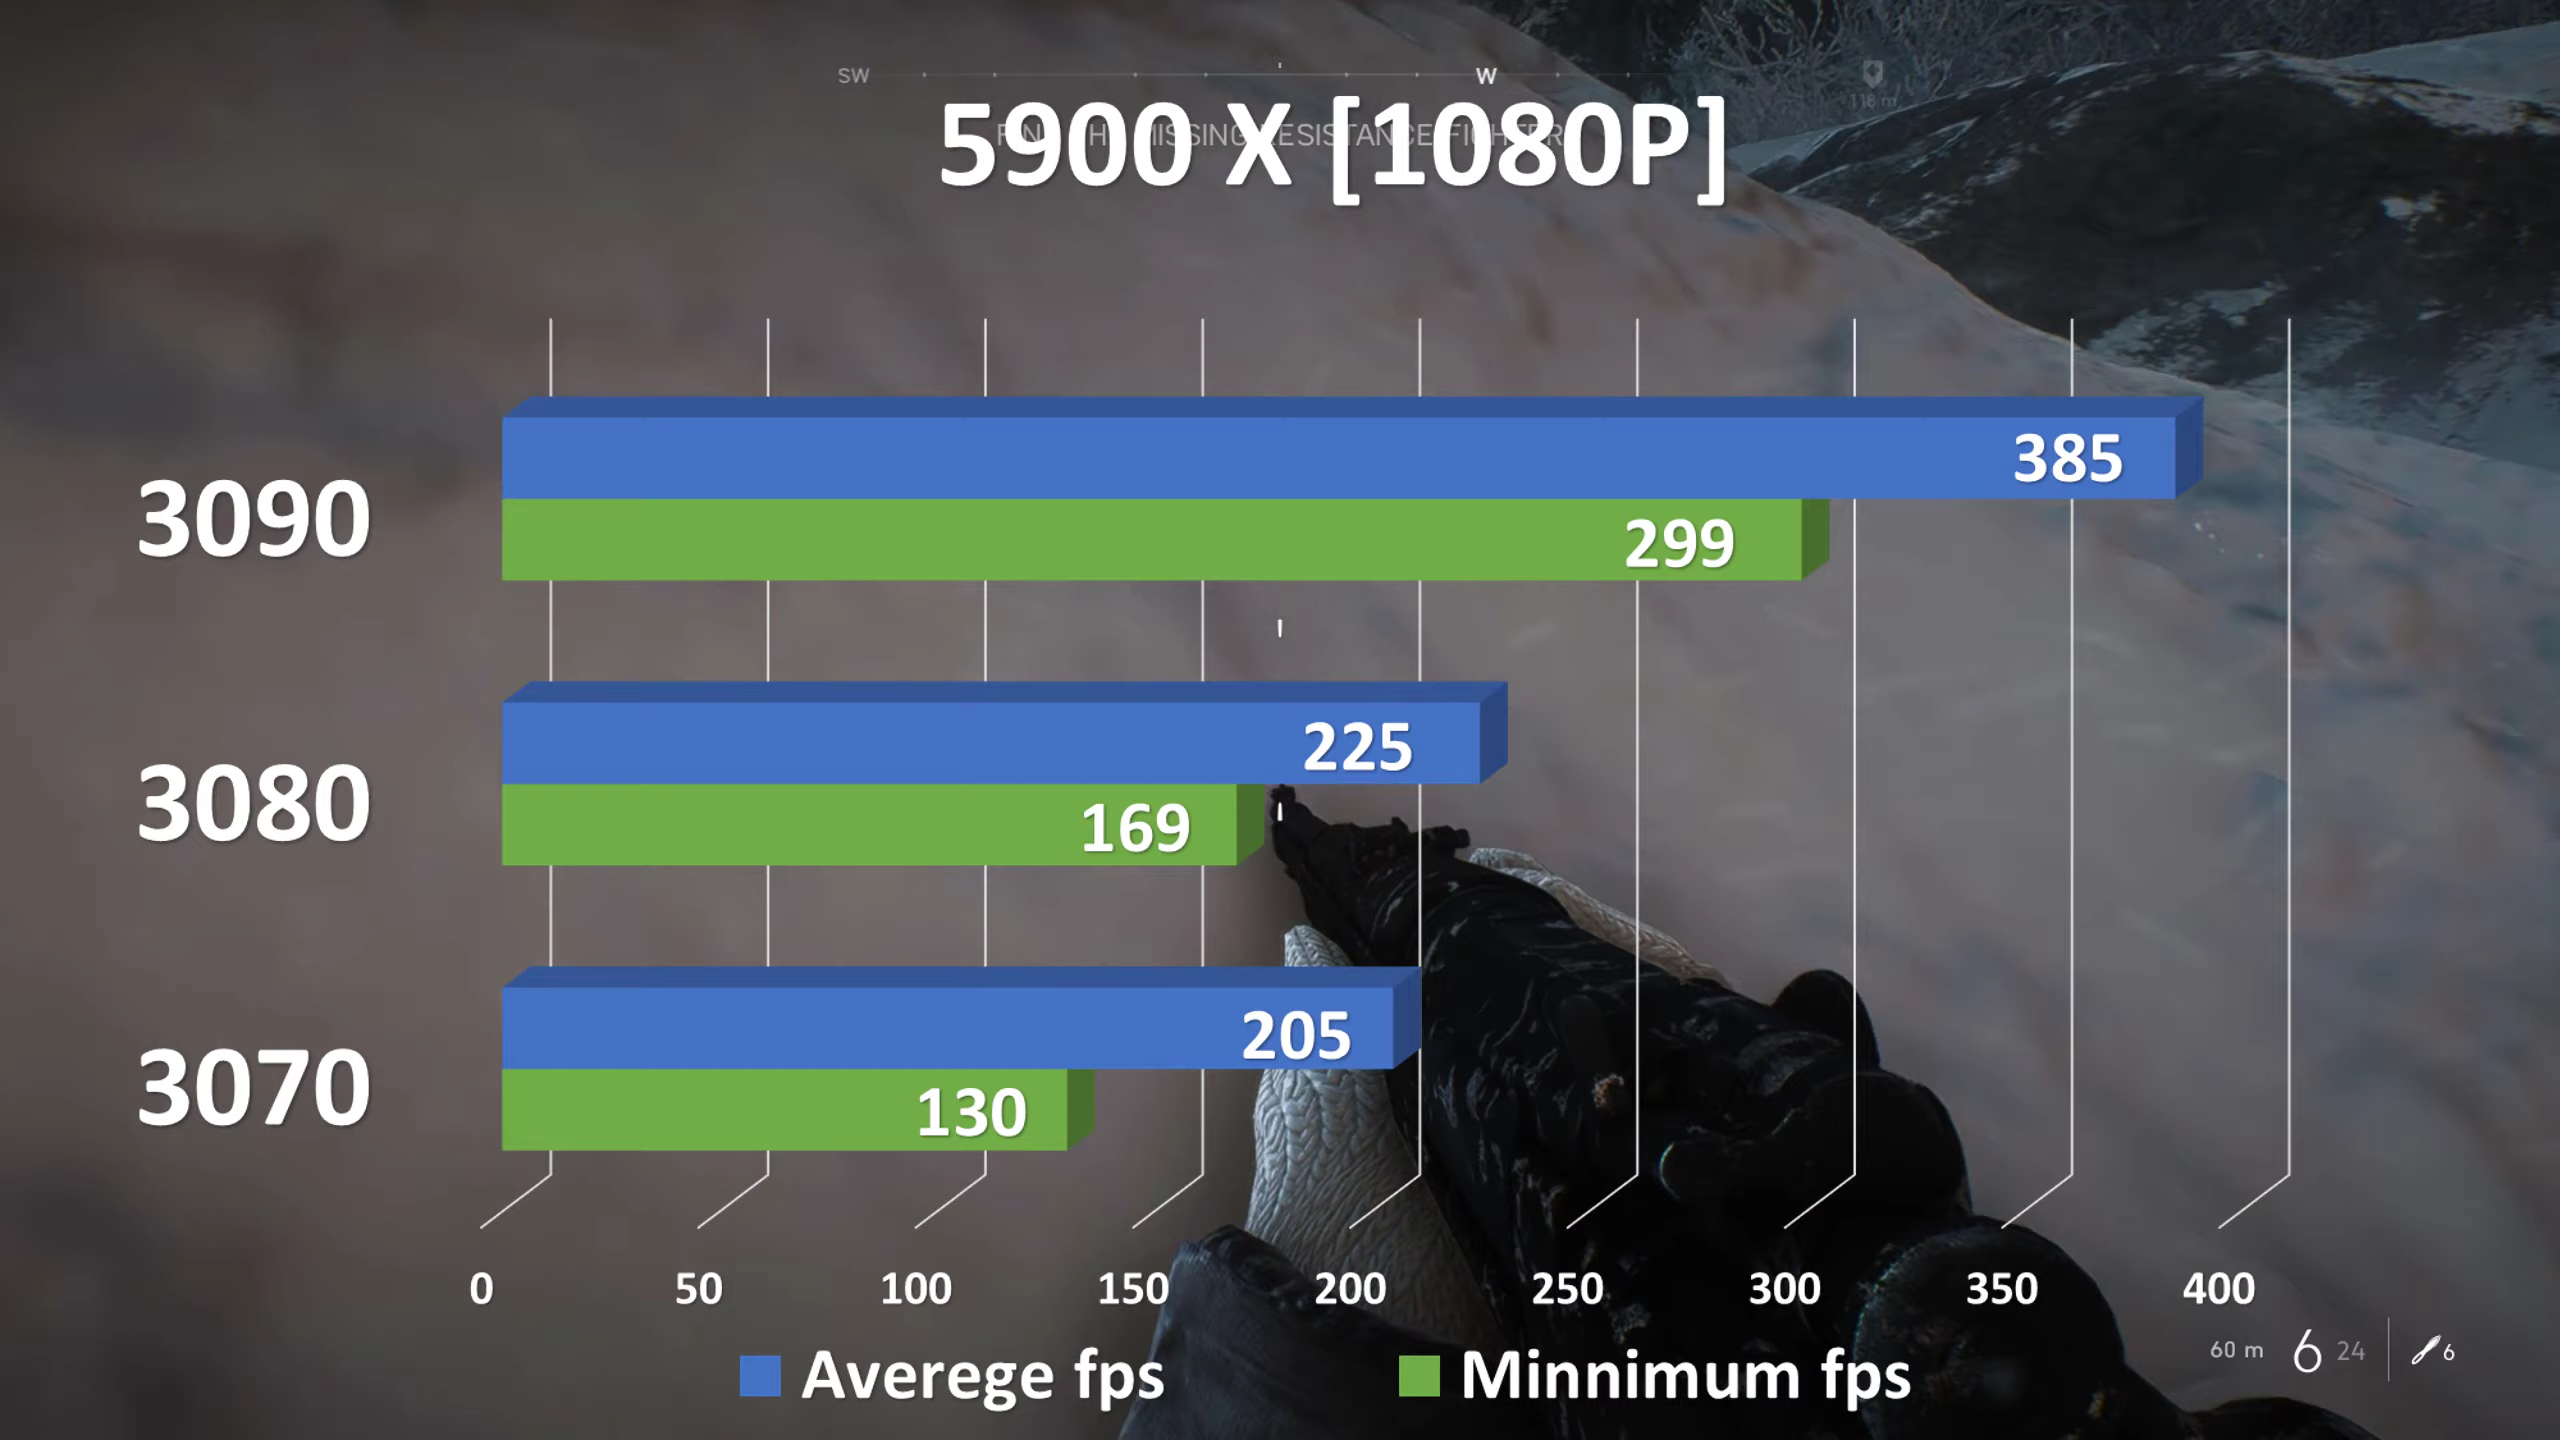 SW W
118 m
5900 X [1080P]
3090
385
299
3080
225
169
3070
205
130
0 50 100 150 200 250 300 350 400
60 m 6 24 6
Averege fps Minnimum fps